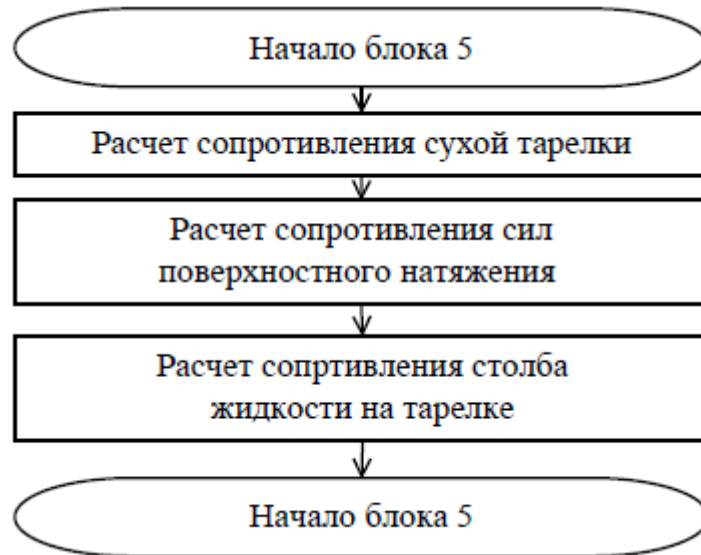 Начало блока 5
Расчет сопротивления сухой тарелки
Расчет сопротивления сил
поверхностного натяжения
Расчет сопртивления столба
жидкости на тарелке
Начало блока 5